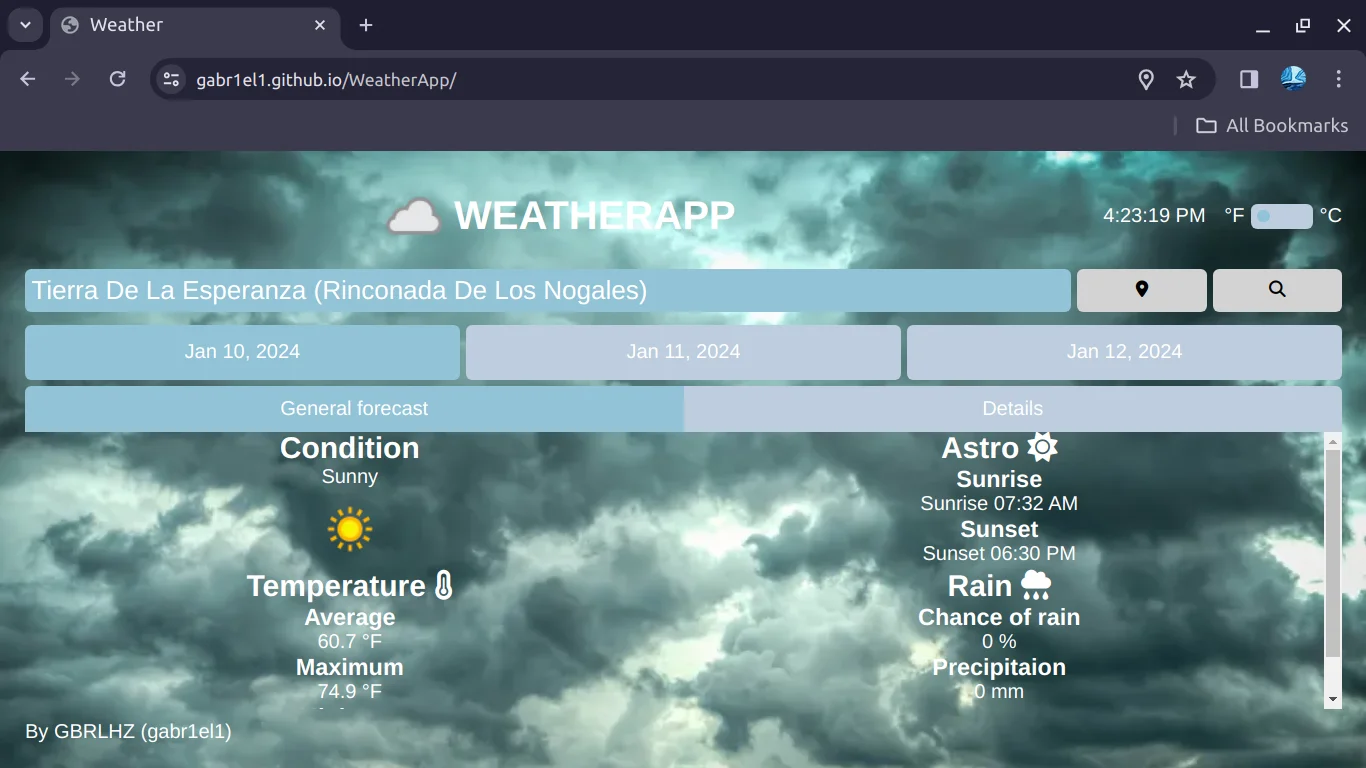 Weather
gabr1el1.github.io/WeatherApp/
All Bookmarks
WEATHERAPP
4:23:19 PM °F °C
Tierra De La Esperanza (Rinconada De Los Nogales)
Jan 10, 2024 Jan 11, 2024 Jan 12, 2024
General forecast Details
Condition
Sunny
Temperature
Average
60.7 °F
Maximum
74.9 °F
Astro
Sunrise
Sunrise 07:32 AM
Sunset
Sunset 06:30 PM
Rain
Chance of rain
0 %
Precipitaion
0 mm
By GBRLHZ (gabr1el1)